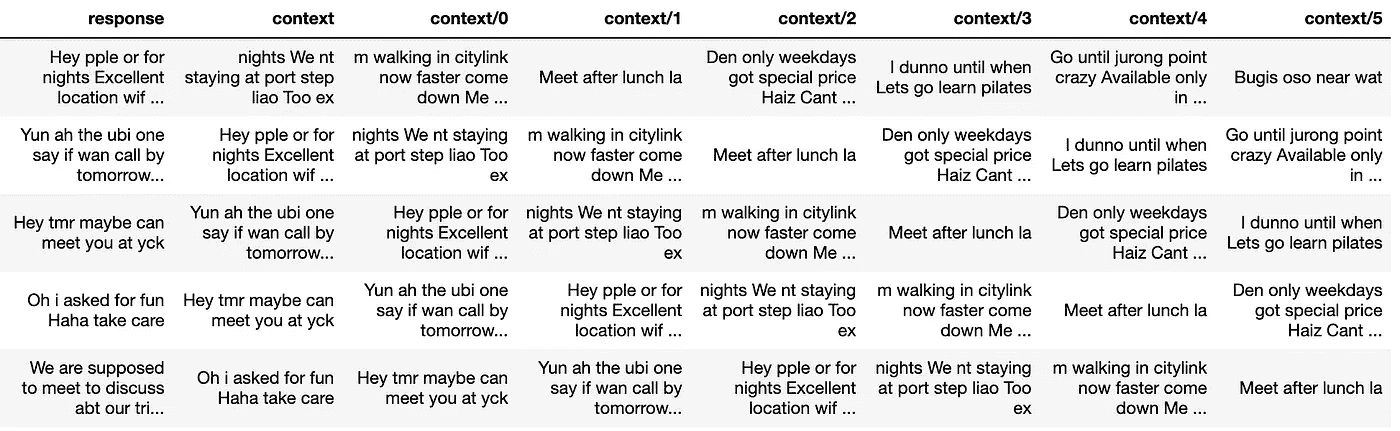 response context context/0 context/1 context/2 context/3 context/4 context/5
Hey pple or for
nights Excellent
location wif ...
nights We nt
staying at port step
liao Too ex
m walking in citylink
now faster come
down Me ...
Meet after lunch la
Den only weekdays
got special price
Haiz Cant ...
I dunno until when
Lets go learn pilates
Go until jurong point
crazy Available only
in ...
Bugis oso near wat
Yun ah the ubi one
say if wan call by
tomorrow...
Hey pple or for
nights Excellent
location wif ...
nights We nt staying
at port step liao Too
ex
m walking in citylink
now faster come
down Me ...
Meet after lunch la
Den only weekdays
got special price
Haiz Cant ...
I dunno until when
Lets go learn pilates
Go until jurong point
crazy Available only
in ...
Hey tmr maybe can
meet you at yck
Yun ah the ubi one
say if wan call by
tomorrow...
Hey pple or for
nights Excellent
location wif ...
nights We nt staying
at port step liao Too
ex
m walking in citylink
now faster come
down Me ...
Meet after lunch la
Den only weekdays
got special price
Haiz Cant ...
I dunno until when
Lets go learn pilates
Oh i asked for fun
Haha take care
Hey tmr maybe can
meet you at yck
Yun ah the ubi one
say if wan call by
tomorrow...
Hey pple or for
nights Excellent
location wif ...
nights We nt staying
at port step liao Too
ex
m walking in citylink
now faster come
down Me ...
Meet after lunch la
Den only weekdays
got special price
Haiz Cant ...
We are supposed
to meet to discuss
abt our tri...
Oh i asked for fun
Haha take care
Hey tmr maybe can
meet you at yck
Yun ah the ubi one
say if wan call by
tomorrow...
Hey pple or for
nights Excellent
location wif ...
nights We nt staying
at port step liao Too
ex
m walking in citylink
now faster come
down Me ...
Meet after lunch la